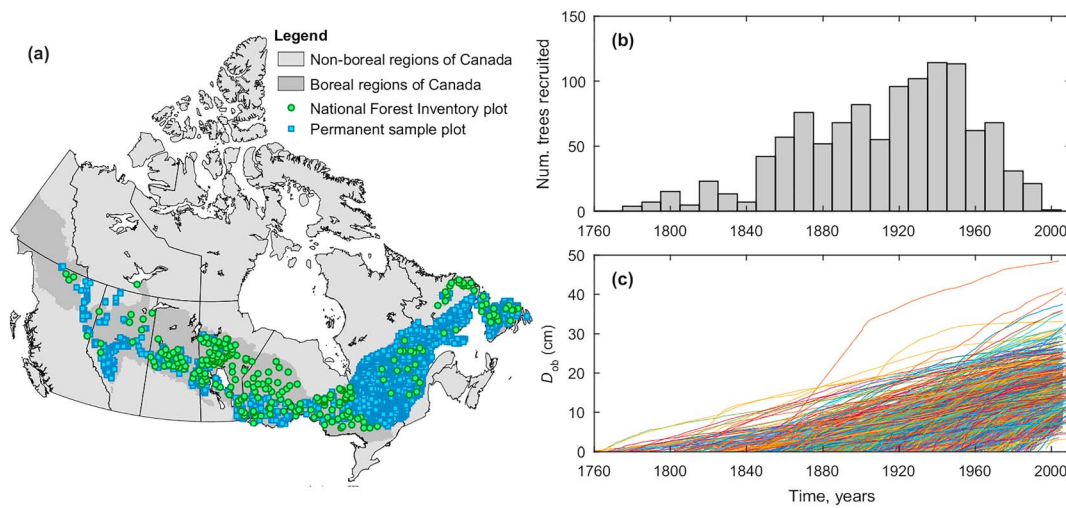 (a)
Legend
Non-boreal regions of Canada
Boreal regions of Canada
National Forest Inventory plot
Permanent sample plot
(b)
Num. trees recruited
150
100
50
0
1760 1800 1840 1880 1920 1960 2000
(c)
D_ob (cm)
50
40
30
20
10
0
1760 1800 1840 1880 1920 1960 2000
Time, years